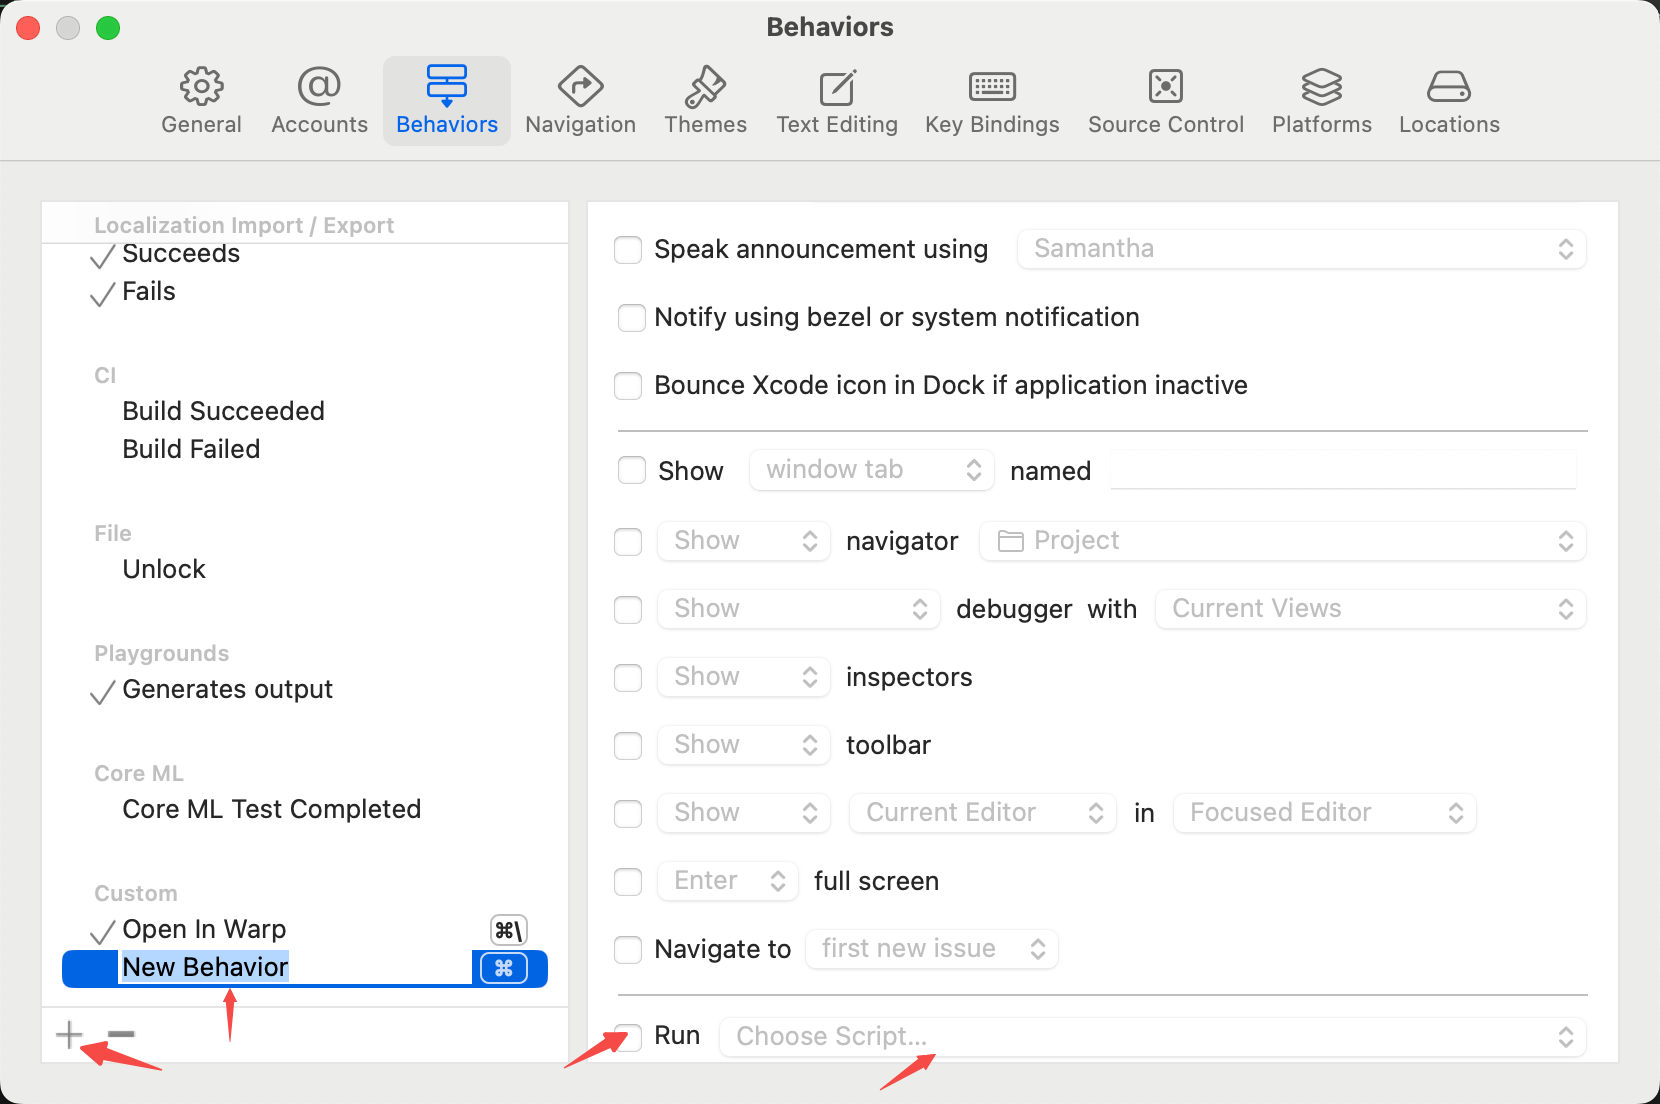 Behaviors
General Accounts Behaviors Navigation Themes Text Editing Key Bindings Source Control Platforms Locations
Localization Import / Export
Succeeds
Fails
CI
Build Succeeded
Build Failed
File
Unlock
Playgrounds
Generates output
Core ML
Core ML Test Completed
Custom
Open In Warp ⌘\
New Behavior ⌘
Speak announcement using Samantha
Notify using bezel or system notification
Bounce Xcode icon in Dock if application inactive
Show window tab named
Show navigator Project
Show debugger with Current Views
Show inspectors
Show toolbar
Show Current Editor in Focused Editor
Enter full screen
Navigate to first new issue
Run Choose Script...